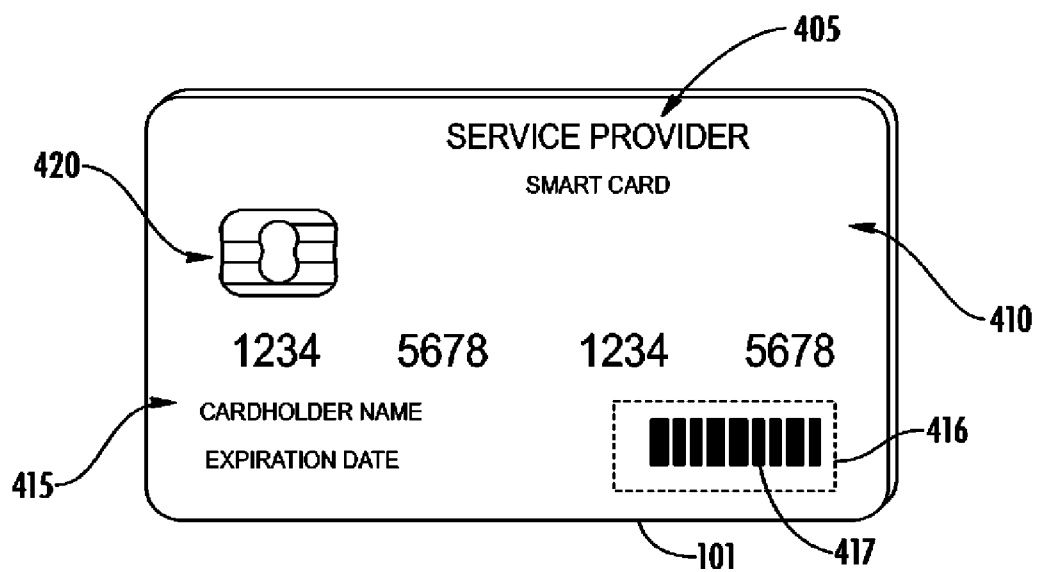 405
SERVICE PROVIDER
SMART CARD
420
410
1234 5678 1234 5678
CARDHOLDER NAME
416
EXPIRATION DATE
415
101
417